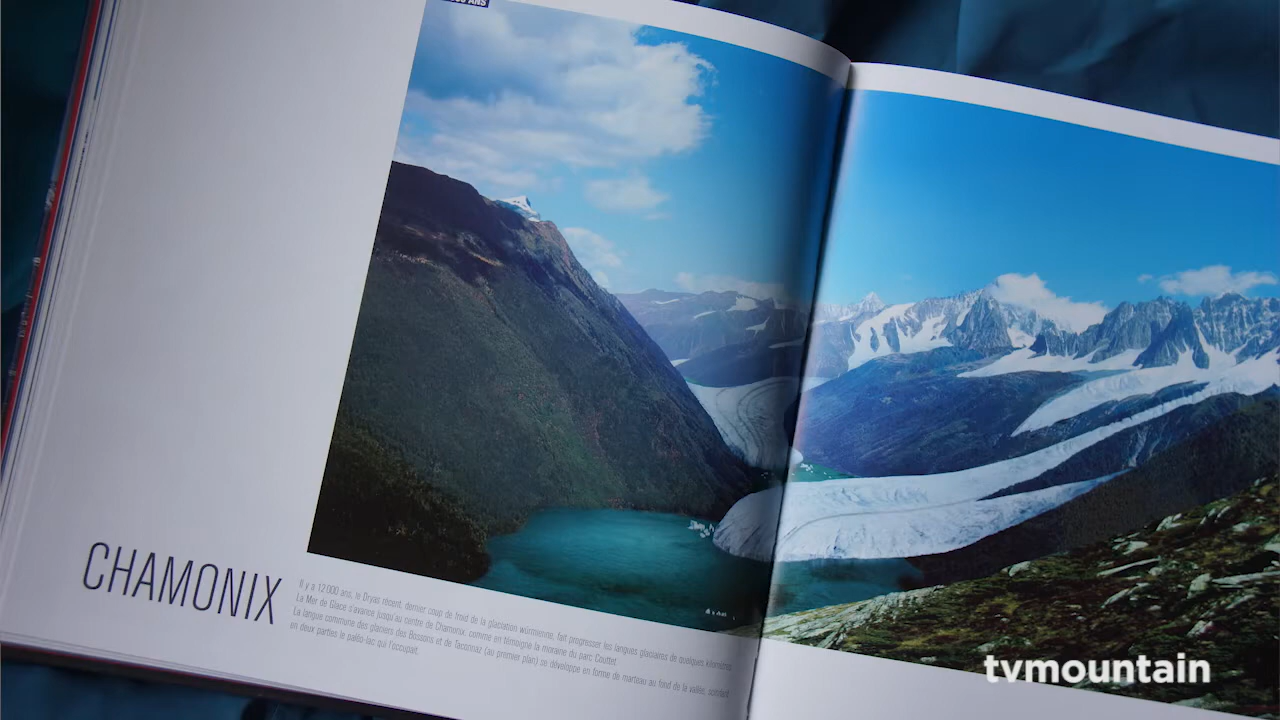 ANS
CHAMONIX
Il y a 12 000 ans, le Dryas récent, dernier coup de froid de la glaciation würmienne, fait progresser les langues glaciaires de quelques kilomètres.
La Mer de Glace s'avance jusqu'au centre de Chamonix, comme en témoigne la moraine du parc Couttet.
La langue commune des glaciers des Bossons et de Taconnaz (au premier plan) se développe en forme de marteau au fond de la vallée, scindant
en deux parties le paléo-lac qui l'occupait.
tvmountain